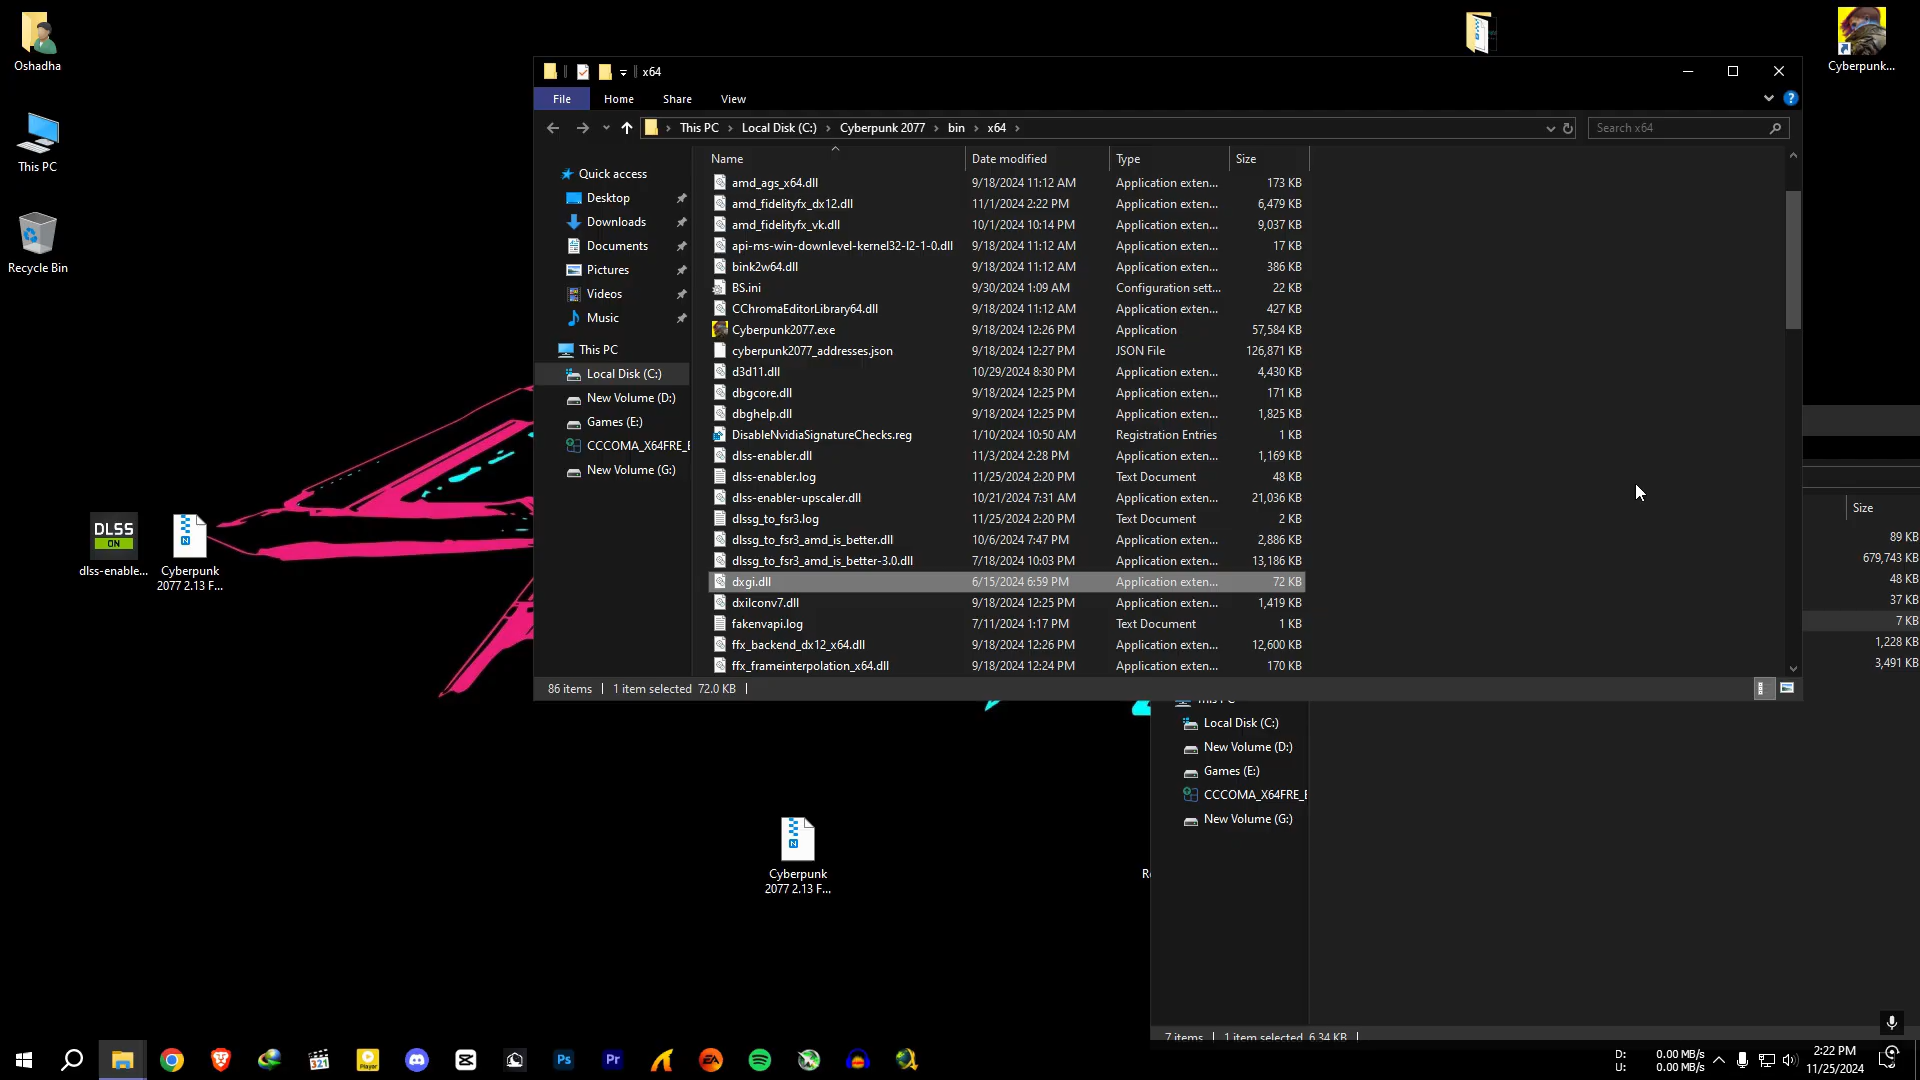 Oshadha
This PC
Recycle Bin
DLSS
ON
dlss-enable...
Cyberpunk
2077 2.13 F...
Cyberpunk...
x64
File
Home
Share
View
This PC
Local Disk (C:)
Cyberpunk 2077
bin
x64
Search x64
Quick access
Desktop
Downloads
Documents
Pictures
Videos
Music
This PC
Local Disk (C:)
New Volume (D:)
Games (E:)
CCCOMA_X64FRE_E
New Volume (G:)
Name Date modified Type Size
amd_ags_x64.dll 9/18/2024 11:12 AM Application exten... 173 KB
amd_fidelityfx_dx12.dll 11/1/2024 2:22 PM Application exten... 6,479 KB
amd_fidelityfx_vk.dll 10/1/2024 10:14 PM Application exten... 9,037 KB
api-ms-win-downlevel-kernel32-l2-1-0.dll 9/18/2024 11:12 AM Application exten... 17 KB
bink2w64.dll 9/18/2024 11:12 AM Application exten... 386 KB
BS.ini 9/30/2024 1:09 AM Configuration sett... 22 KB
CChromaEditorLibrary64.dll 9/18/2024 11:12 AM Application exten... 427 KB
Cyberpunk2077.exe 9/18/2024 12:26 PM Application 57,584 KB
cyberpunk2077_addresses.json 9/18/2024 12:27 PM JSON File 126,871 KB
d3d11.dll 10/29/2024 8:30 PM Application exten... 4,430 KB
dbgcore.dll 9/18/2024 12:25 PM Application exten... 171 KB
dbghelp.dll 9/18/2024 12:25 PM Application exten... 1,825 KB
DisableNvidiaSignatureChecks.reg 1/10/2024 10:50 AM Registration Entries 1 KB
dlss-enabler.dll 11/3/2024 2:28 PM Application exten... 1,169 KB
dlss-enabler.log 11/25/2024 2:20 PM Text Document 48 KB
dlss-enabler-upscaler.dll 10/21/2024 7:31 AM Application exten... 21,036 KB
dlssg_to_fsr3.log 11/25/2024 2:20 PM Text Document 2 KB
dlssg_to_fsr3_amd_is_better.dll 10/6/2024 7:47 PM Application exten... 2,886 KB
dlssg_to_fsr3_amd_is_better-3.0.dll 7/18/2024 10:03 PM Application exten... 13,186 KB
dxgi.dll 6/15/2024 6:59 PM Application exten... 72 KB
dxilconv7.dll 9/18/2024 12:25 PM Application exten... 1,419 KB
fakenvapi.log 7/11/2024 1:17 PM Text Document 1 KB
ffx_backend_dx12_x64.dll 9/18/2024 12:26 PM Application exten... 12,600 KB
ffx_frameinterpolation_x64.dll 9/18/2024 12:24 PM Application exten... 170 KB
86 items 1 item selected 72.0 KB
Size
89 KB
679,743 KB
48 KB
37 KB
7 KB
1,228 KB
3,491 KB
Local Disk (C:)
New Volume (D:)
Games (E:)
CCCOMA_X64FRE_E
New Volume (G:)
7 items 1 item selected 6.34 KB
Cyberpunk
2077 2.13 F...
321
Player
Ps
Pr
EA
D: 0.00 MB/s
U: 0.00 MB/s
2:22 PM
11/25/2024